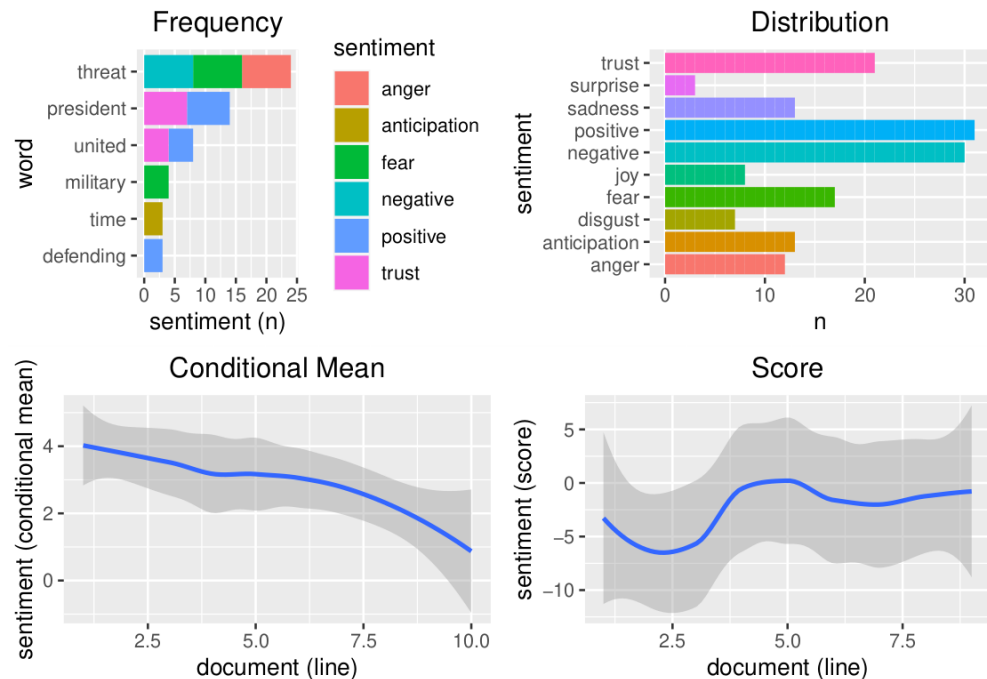 Frequency
word
threat
president
united
military
time
defending
0 5 10 15 20 25
sentiment (n)
sentiment
anger
anticipation
fear
negative
positive
trust
Distribution
sentiment
trust
surprise
sadness
positive
negative
joy
fear
disgust
anticipation
anger
0 10 20 30
n
Conditional Mean
sentiment (conditional mean)
4
2
0
2.5 5.0 7.5 10.0
document (line)
Score
sentiment (score)
5
0
−5
−10
2.5 5.0 7.5
document (line)